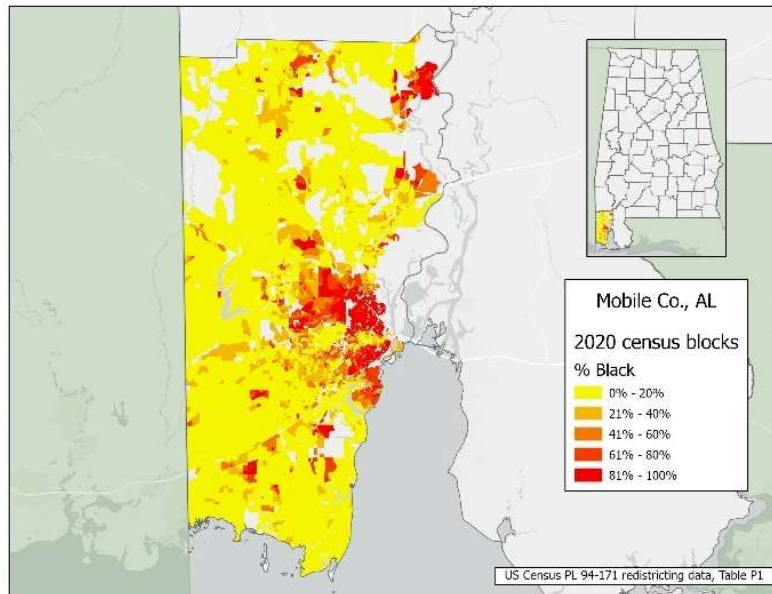 Mobile Co., AL
2020 census blocks
% Black
0% - 20%
21% - 40%
41% - 60%
61% - 80%
81% - 100%
US Census PL 94-171 redistricting data, Table P1